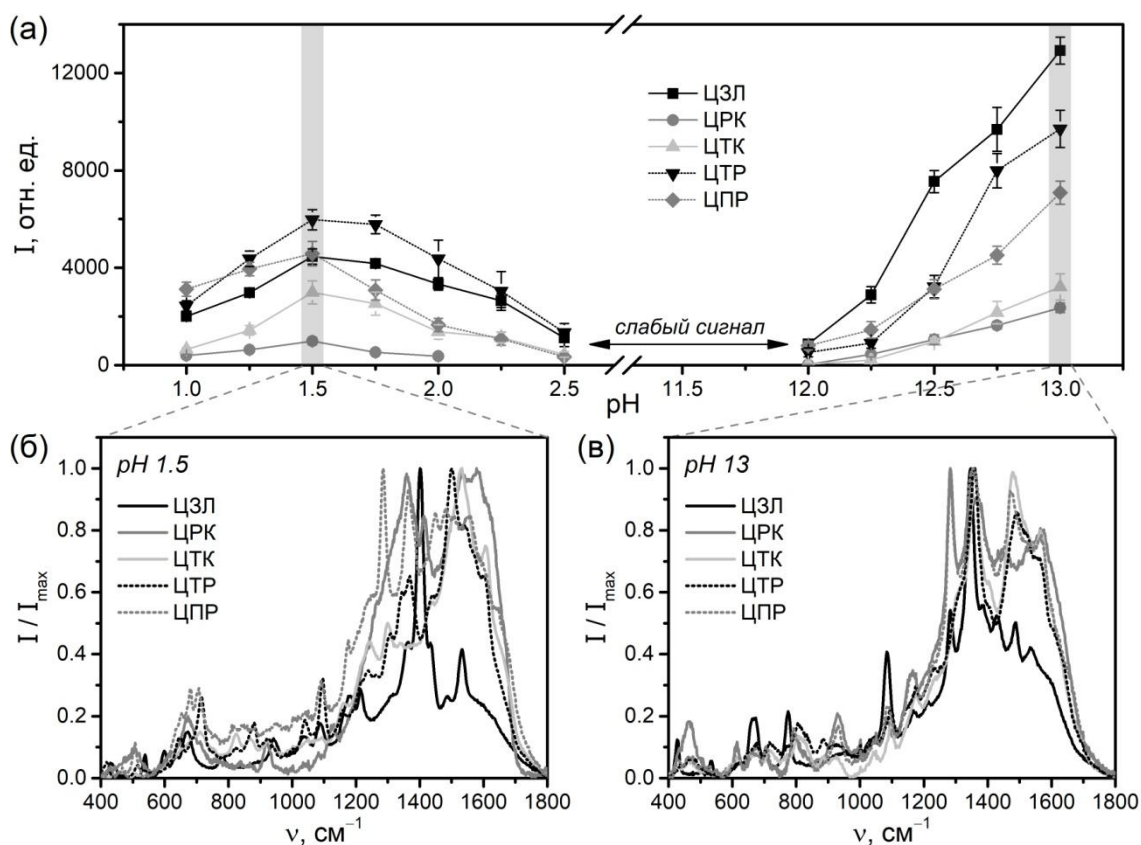 (а)
I, отн. ед.
12000
8000
4000
0
ЦЗЛ
ЦРК
ЦТК
ЦТР
ЦПР
слабый сигнал
1.0 1.5 2.0 2.5 11.5 12.0 12.5 13.0
pH
(б)
pH 1.5
ЦЗЛ
ЦРК
ЦТК
ЦТР
ЦПР
I / Imax
1.0
0.8
0.6
0.4
0.2
0.0
400 600 800 1000 1200 1400 1600 1800
ν, см⁻¹
(в)
pH 13
ЦЗЛ
ЦРК
ЦТК
ЦТР
ЦПР
I / Imax
1.0
0.8
0.6
0.4
0.2
0.0
400 600 800 1000 1200 1400 1600 1800
ν, см⁻¹